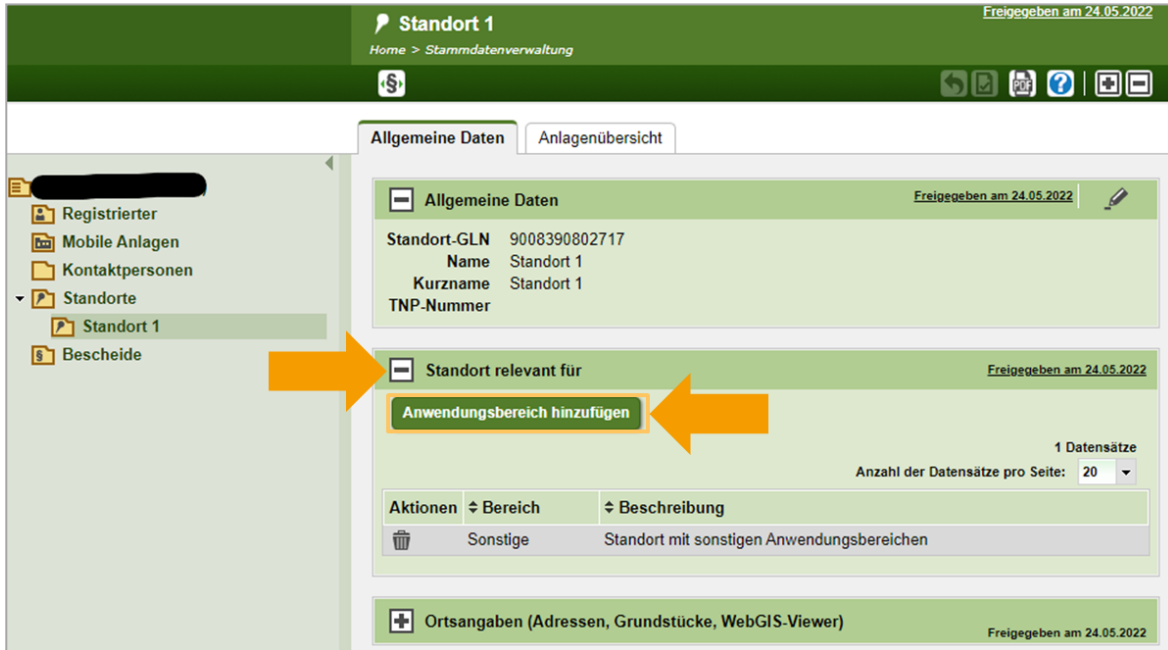 Standort 1
Freigegeben am 24.05.2022
Home > Stammdatenverwaltung
§
PDF
?
Allgemeine Daten
Anlagenübersicht
Registrierter
Mobile Anlagen
Kontaktpersonen
Standorte
Standort 1
§ Bescheide
Allgemeine Daten
Freigegeben am 24.05.2022
Standort-GLN 9008390802717
Name Standort 1
Kurzname Standort 1
TNP-Nummer
Standort relevant für
Freigegeben am 24.05.2022
Anwendungsbereich hinzufügen
1 Datensätze
Anzahl der Datensätze pro Seite: 20
Aktionen Bereich Beschreibung
Sonstige Standort mit sonstigen Anwendungsbereichen
Ortsangaben (Adressen, Grundstücke, WebGIS-Viewer)
Freigegeben am 24.05.2022